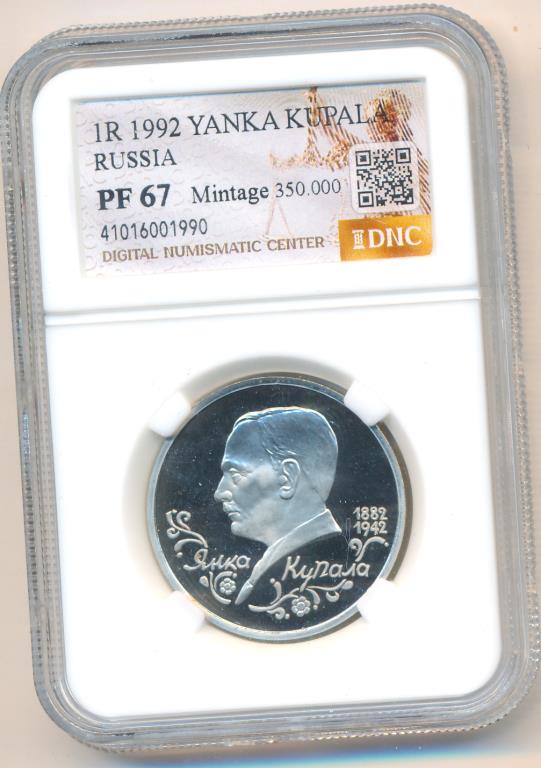 1R 1992 YANKA KUPALA
RUSSIA
PF 67 Mintage 350.000
41016001990
DIGITAL NUMISMATIC CENTER DNC
1882
1942
Янка Купала